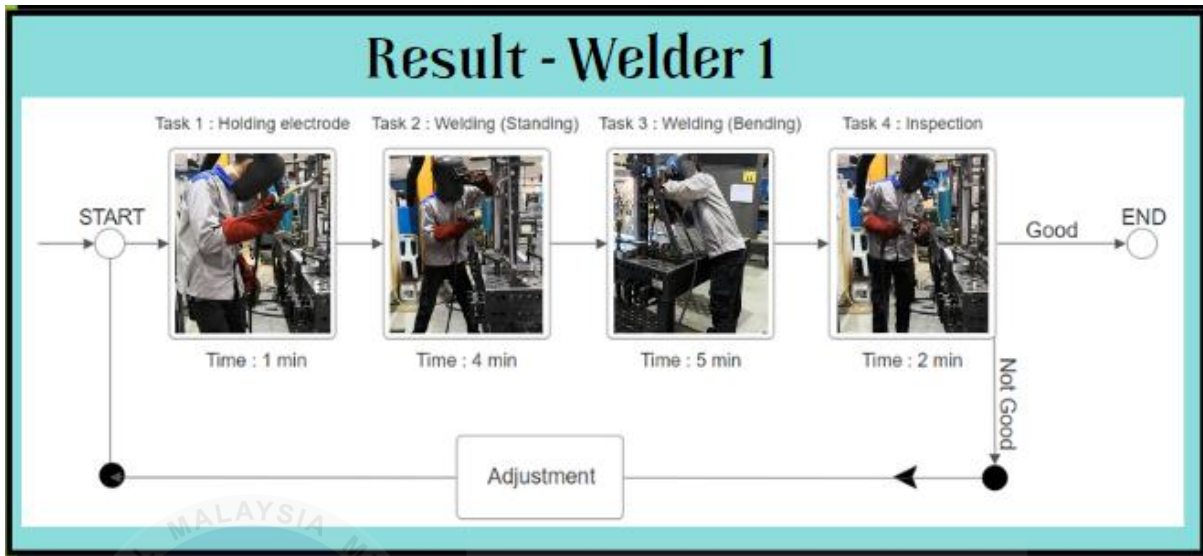 Result - Welder 1
Task 1 : Holding electrode
Task 2 : Welding (Standing)
Task 3 : Welding (Bending)
Task 4 : Inspection
START
Good
END
Time : 1 min
Time : 4 min
Time : 5 min
Time : 2 min
Not Good
Adjustment
MALAYSIA